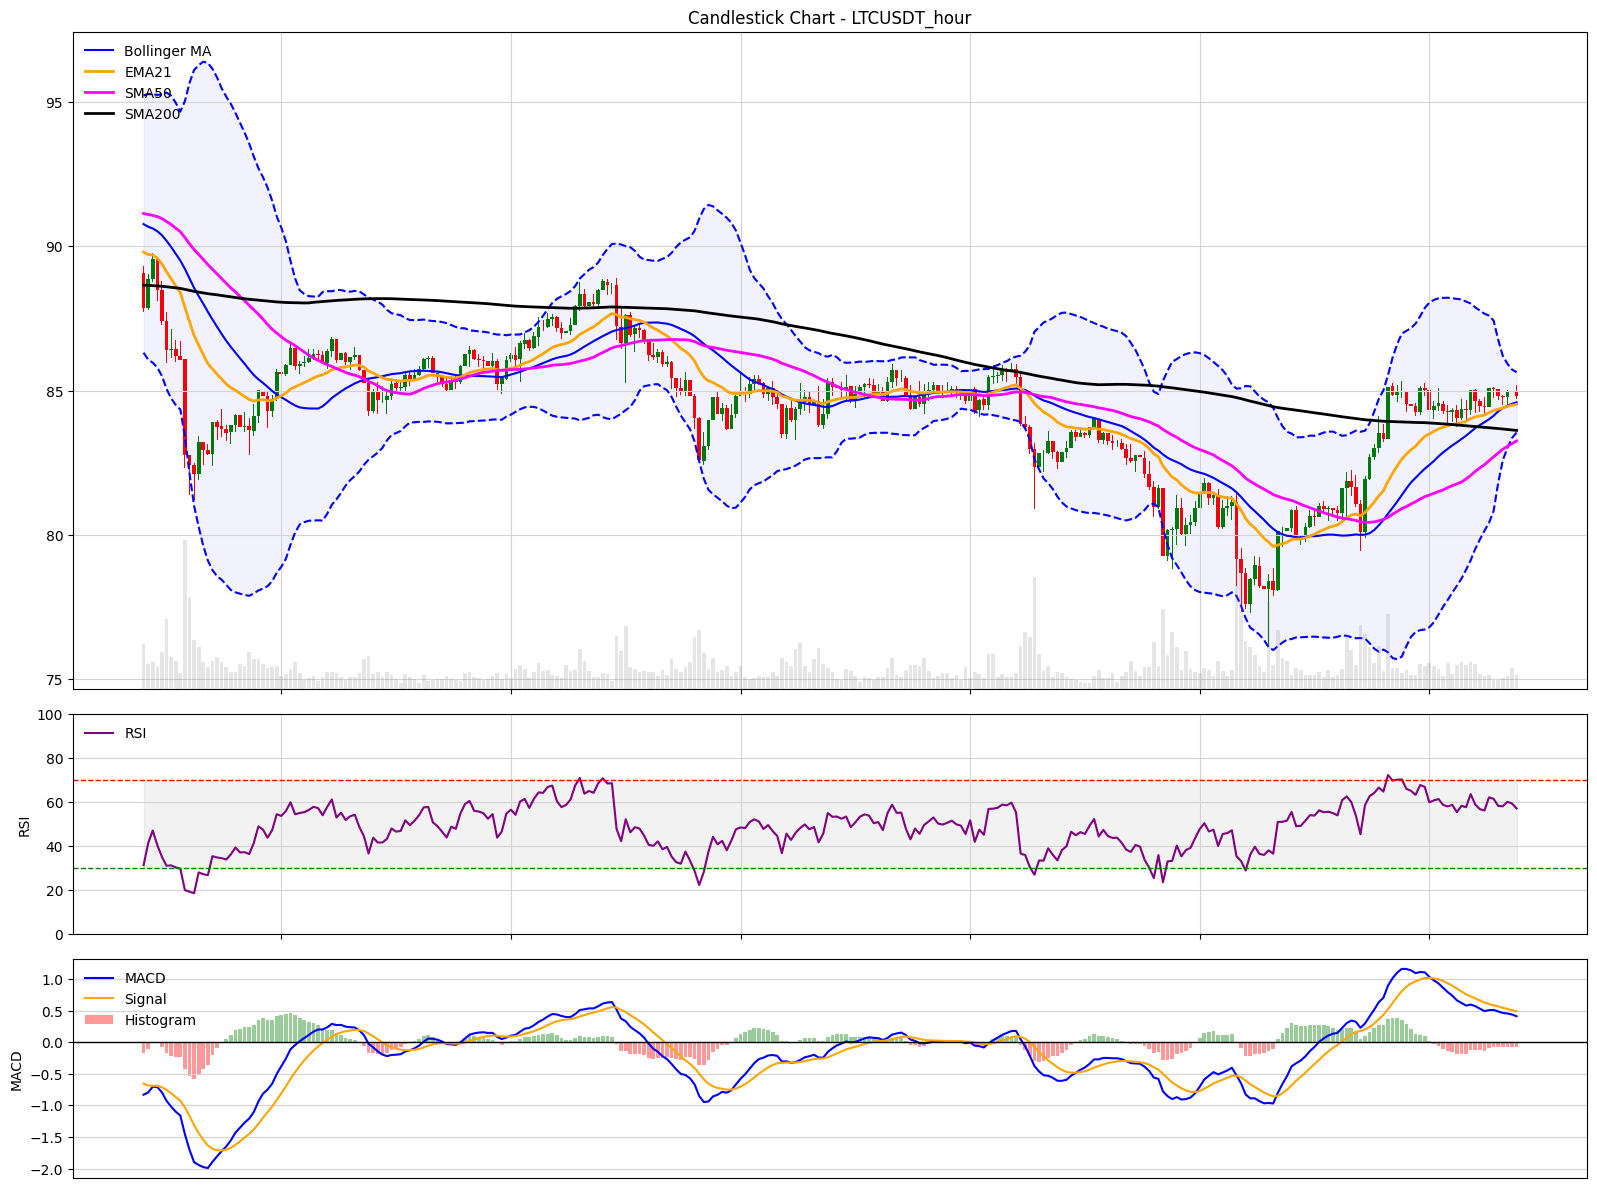 Candlestick Chart - LTCUSDT_hour
Bollinger MA
EMA21
SMA50
SMA200
95
90
85
80
75
RSI
100
80
60
40
20
0
RSI
MACD
Signal
Histogram
1.0
0.5
0.0
−0.5
−1.0
−1.5
−2.0
MACD